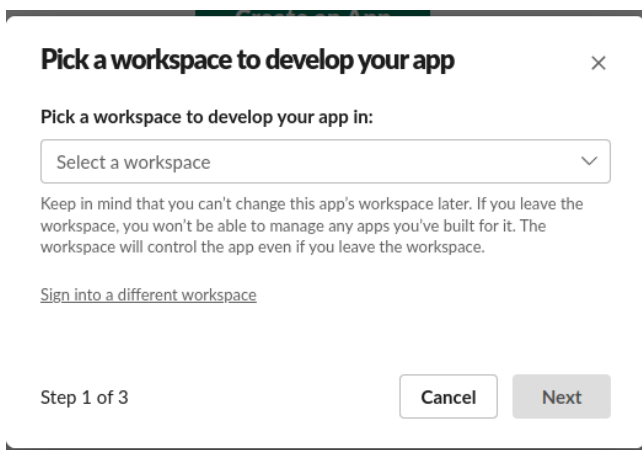 Create an App
Pick a workspace to develop your app
Pick a workspace to develop your app in:
Select a workspace
Keep in mind that you can't change this app's workspace later. If you leave the
workspace, you won't be able to manage any apps you've built for it. The
workspace will control the app even if you leave the workspace.
Sign into a different workspace
Step 1 of 3
Cancel
Next